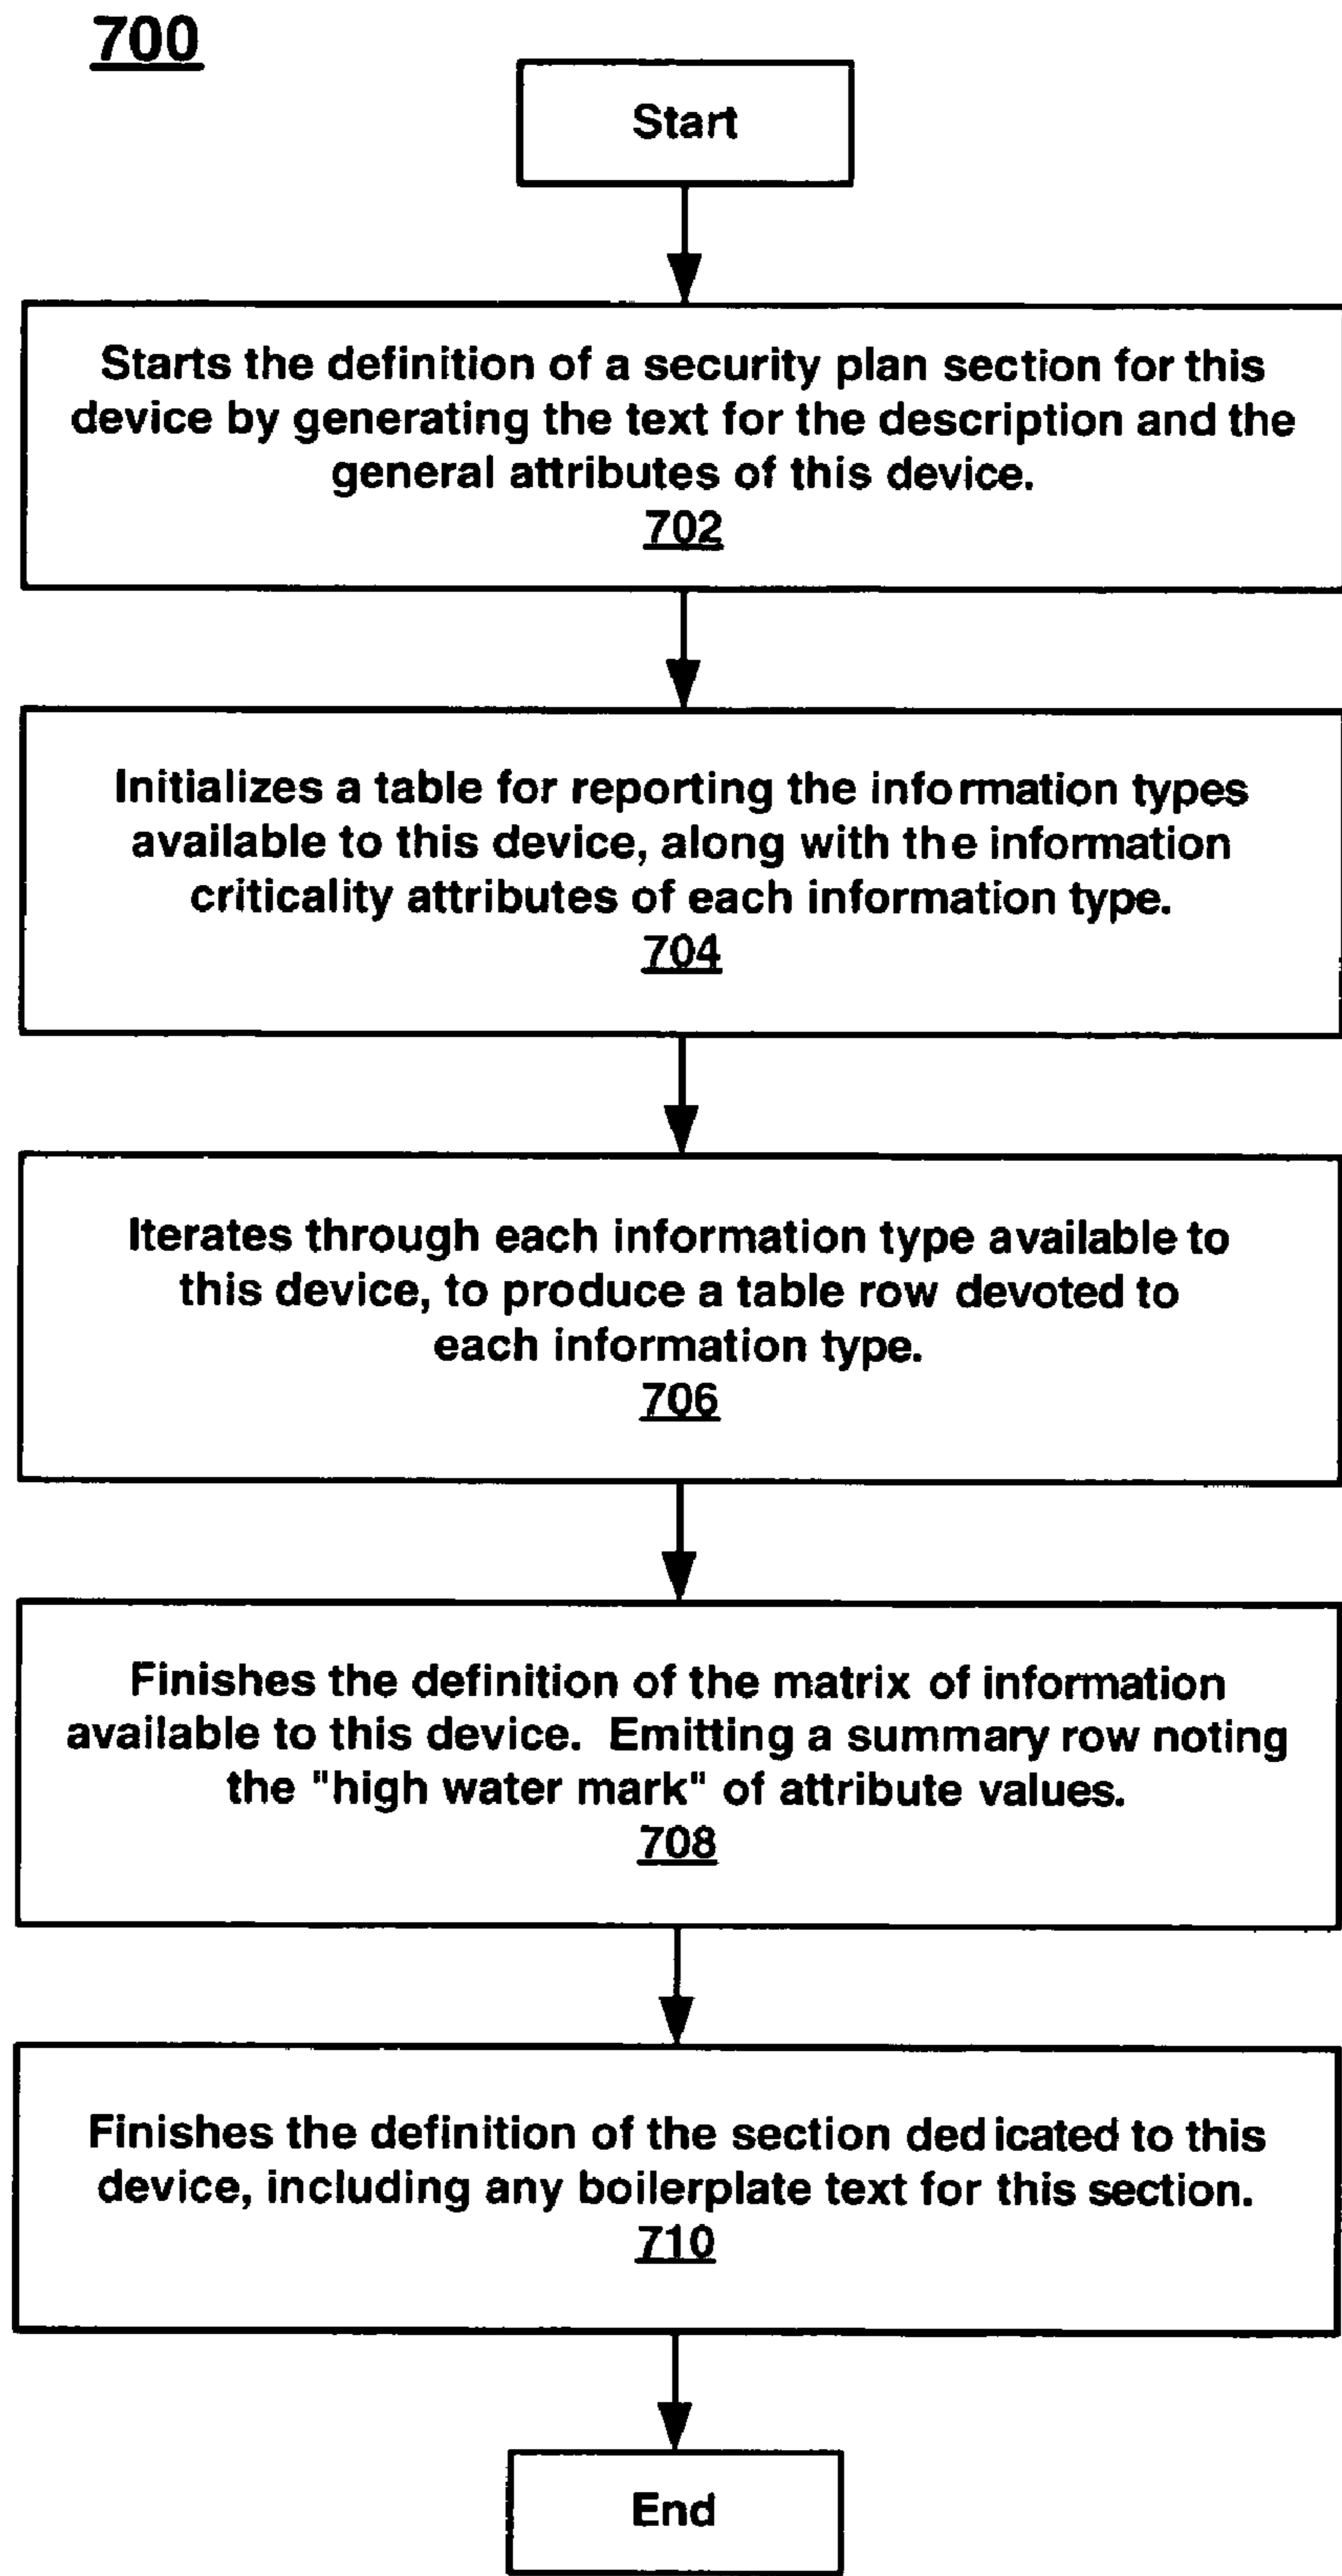 700
Start
Starts the definition of a security plan section for this
device by generating the text for the description and the
general attributes of this device.
702
Initializes a table for reporting the information types
available to this device, along with the information
criticality attributes of each information type.
704
Iterates through each information type available to
this device, to produce a table row devoted to
each information type.
706
Finishes the definition of the matrix of information
available to this device.  Emitting a summary row noting
the "high water mark" of attribute values.
708
Finishes the definition of the section dedicated to this
device, including any boilerplate text for this section.
710
End